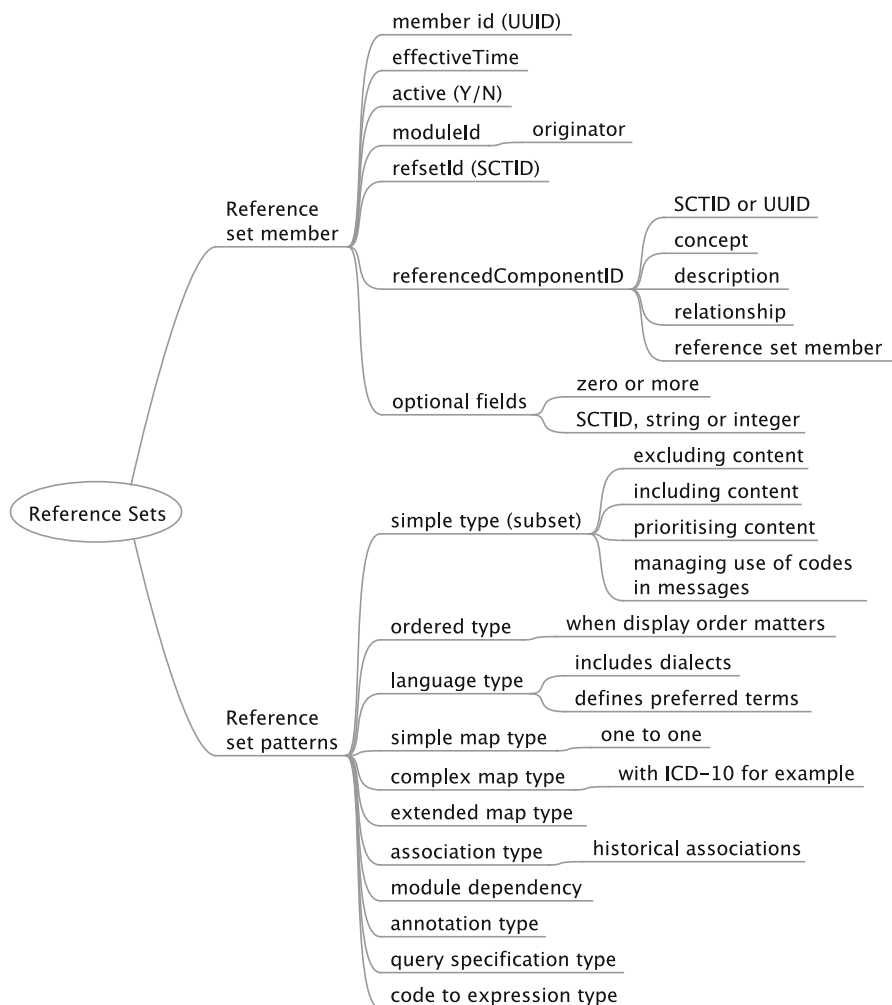 member id (UUID)
effectiveTime
active (Y/N)
moduleId
originator
refsetId (SCTID)
Reference
set member
SCTID or UUID
concept
referencedComponentID
description
relationship
reference set member
optional fields
zero or more
SCTID, string or integer
Reference Sets
excluding content
including content
simple type (subset)
prioritising content
managing use of codes
in messages
ordered type
when display order matters
language type
includes dialects
defines preferred terms
Reference
set patterns
simple map type
one to one
complex map type
with ICD–10 for example
extended map type
association type
historical associations
module dependency
annotation type
query specification type
code to expression type